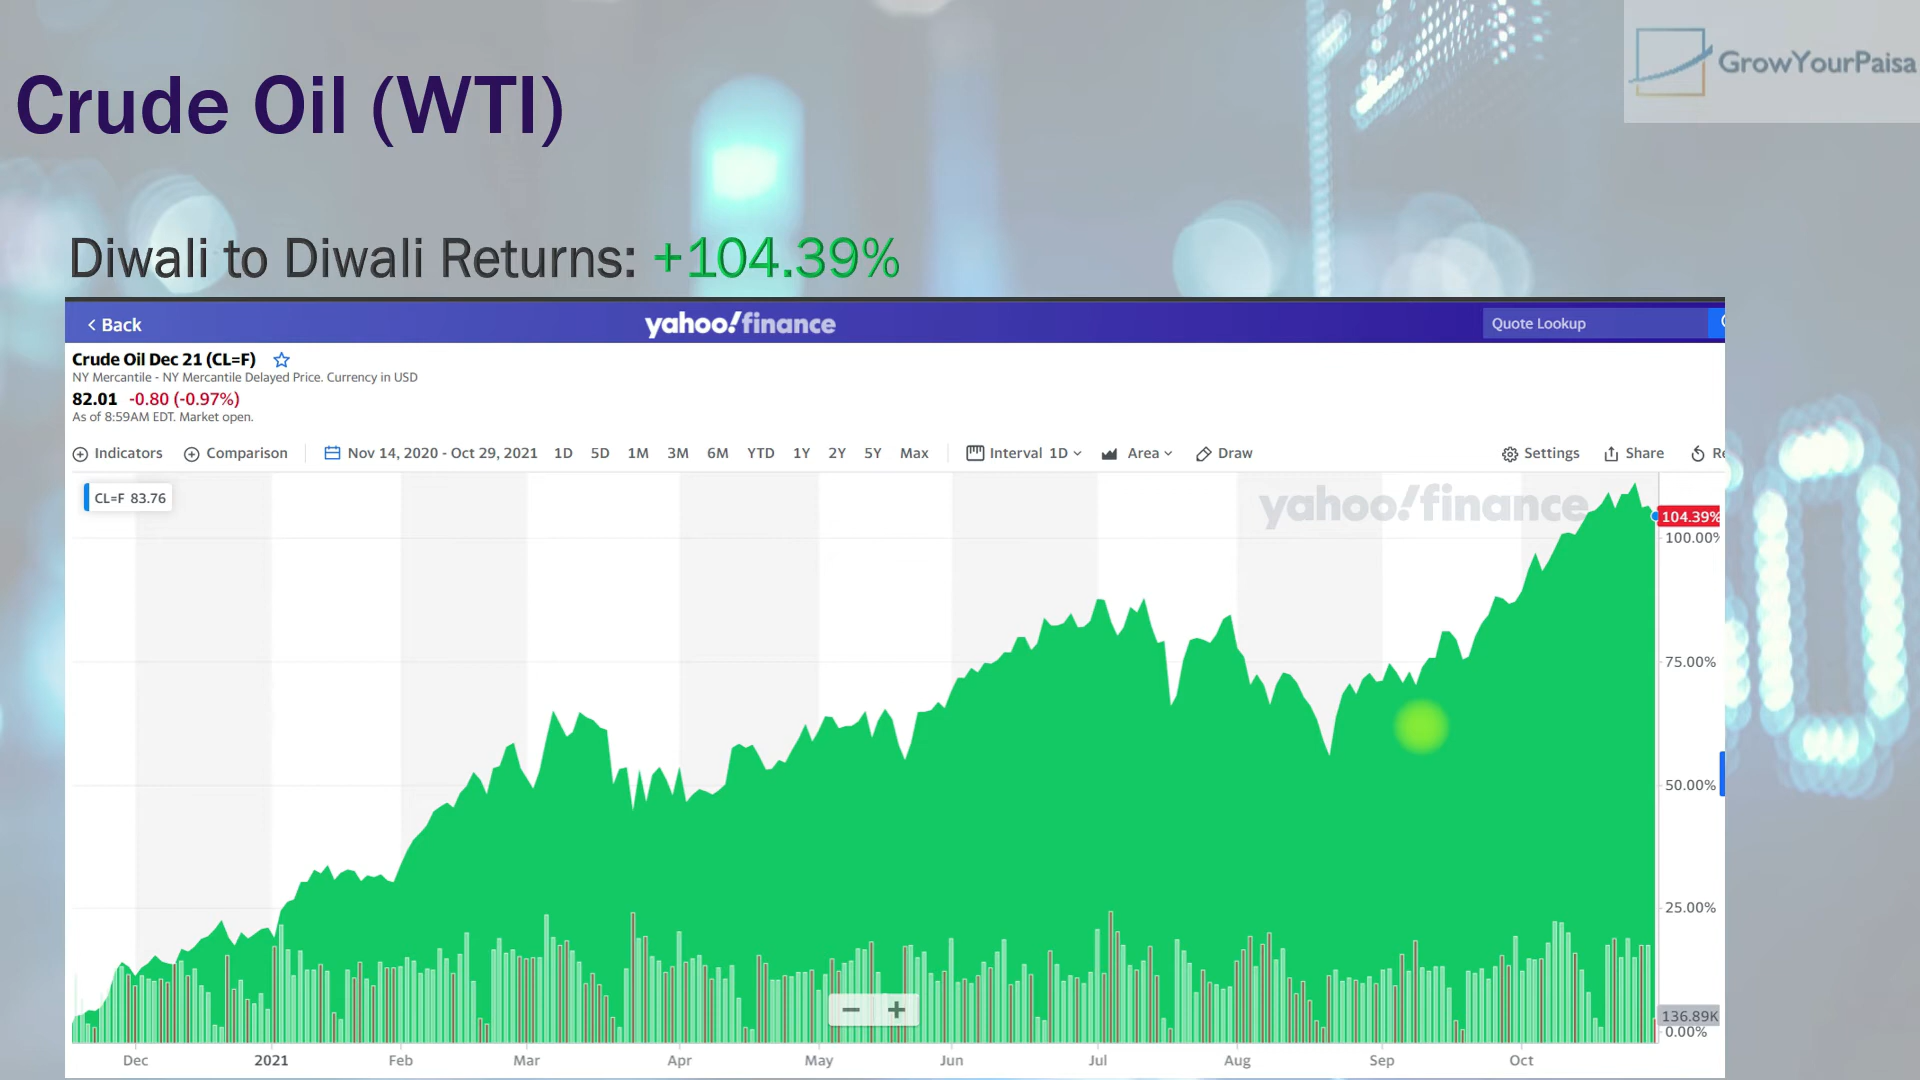 GrowYourPaisa
Crude Oil (WTI)
Diwali to Diwali Returns: +104.39%
Back
yahoo!finance
Quote Lookup
Crude Oil Dec 21 (CL=F)
NY Mercantile - NY Mercantile Delayed Price. Currency in USD
82.01 -0.80 (-0.97%)
As of 8:59AM EDT. Market open.
Indicators Comparison Nov 14, 2020 - Oct 29, 2021 1D 5D 1M 3M 6M YTD 1Y 2Y 5Y Max Interval 1D Area Draw Settings Share Re
CL=F 83.76
yahoo!finance
104.39%
100.00%
75.00%
50.00%
25.00%
136.89K
0.00%
Dec 2021 Feb Mar Apr May Jun Jul Aug Sep Oct